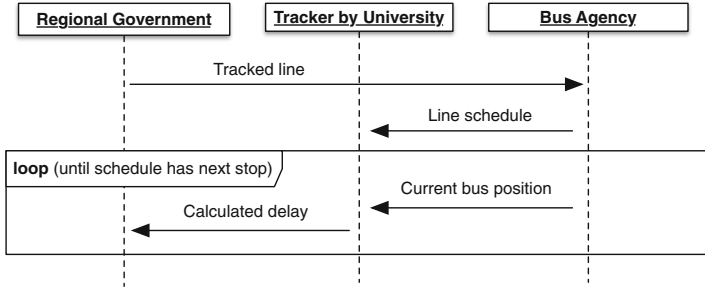 Regional Government
Tracker by University
Bus Agency
Tracked line
Line schedule
loop (until schedule has next stop)
Current bus position
Calculated delay